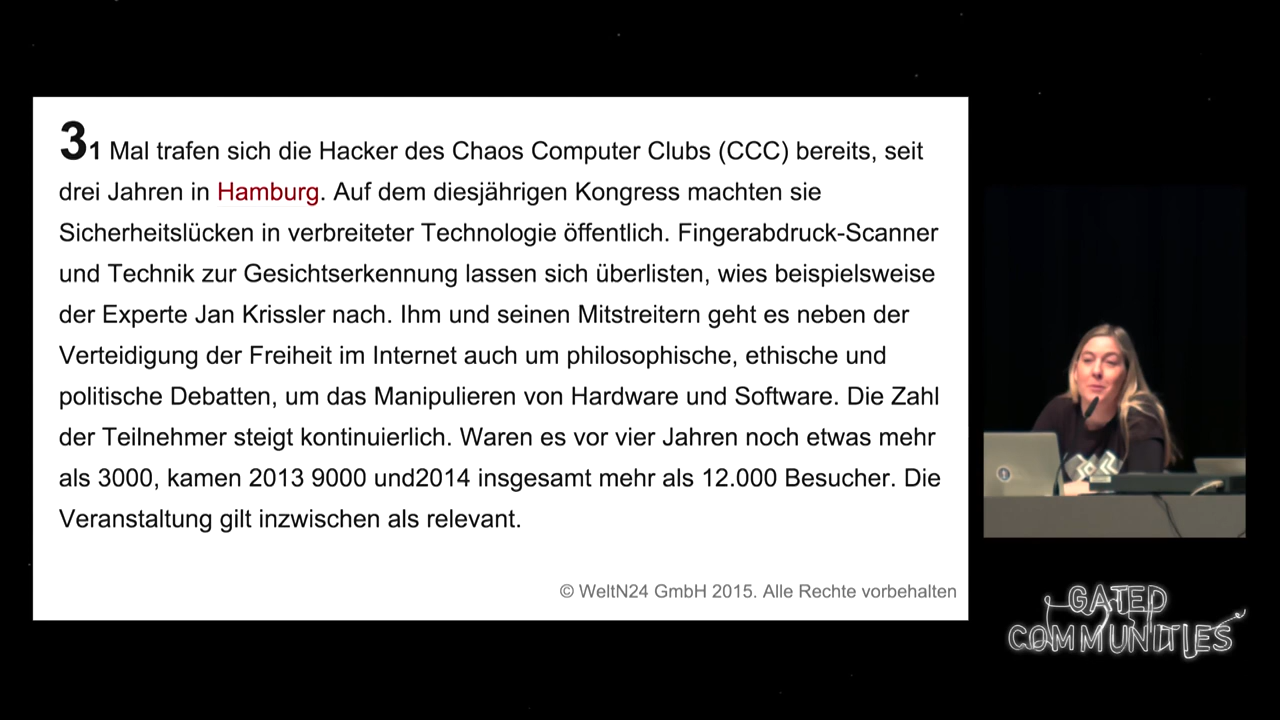 31 Mal trafen sich die Hacker des Chaos Computer Clubs (CCC) bereits, seit
drei Jahren in Hamburg. Auf dem diesjährigen Kongress machten sie
Sicherheitslücken in verbreiteter Technologie öffentlich. Fingerabdruck-Scanner
und Technik zur Gesichtserkennung lassen sich überlisten, wies beispielsweise
der Experte Jan Krissler nach. Ihm und seinen Mitstreitern geht es neben der
Verteidigung der Freiheit im Internet auch um philosophische, ethische und
politische Debatten, um das Manipulieren von Hardware und Software. Die Zahl
der Teilnehmer steigt kontinuierlich. Waren es vor vier Jahren noch etwas mehr
als 3000, kamen 2013 9000 und2014 insgesamt mehr als 12.000 Besucher. Die
Veranstaltung gilt inzwischen als relevant.
© WeltN24 GmbH 2015. Alle Rechte vorbehalten
GATED
COMMUNITIES